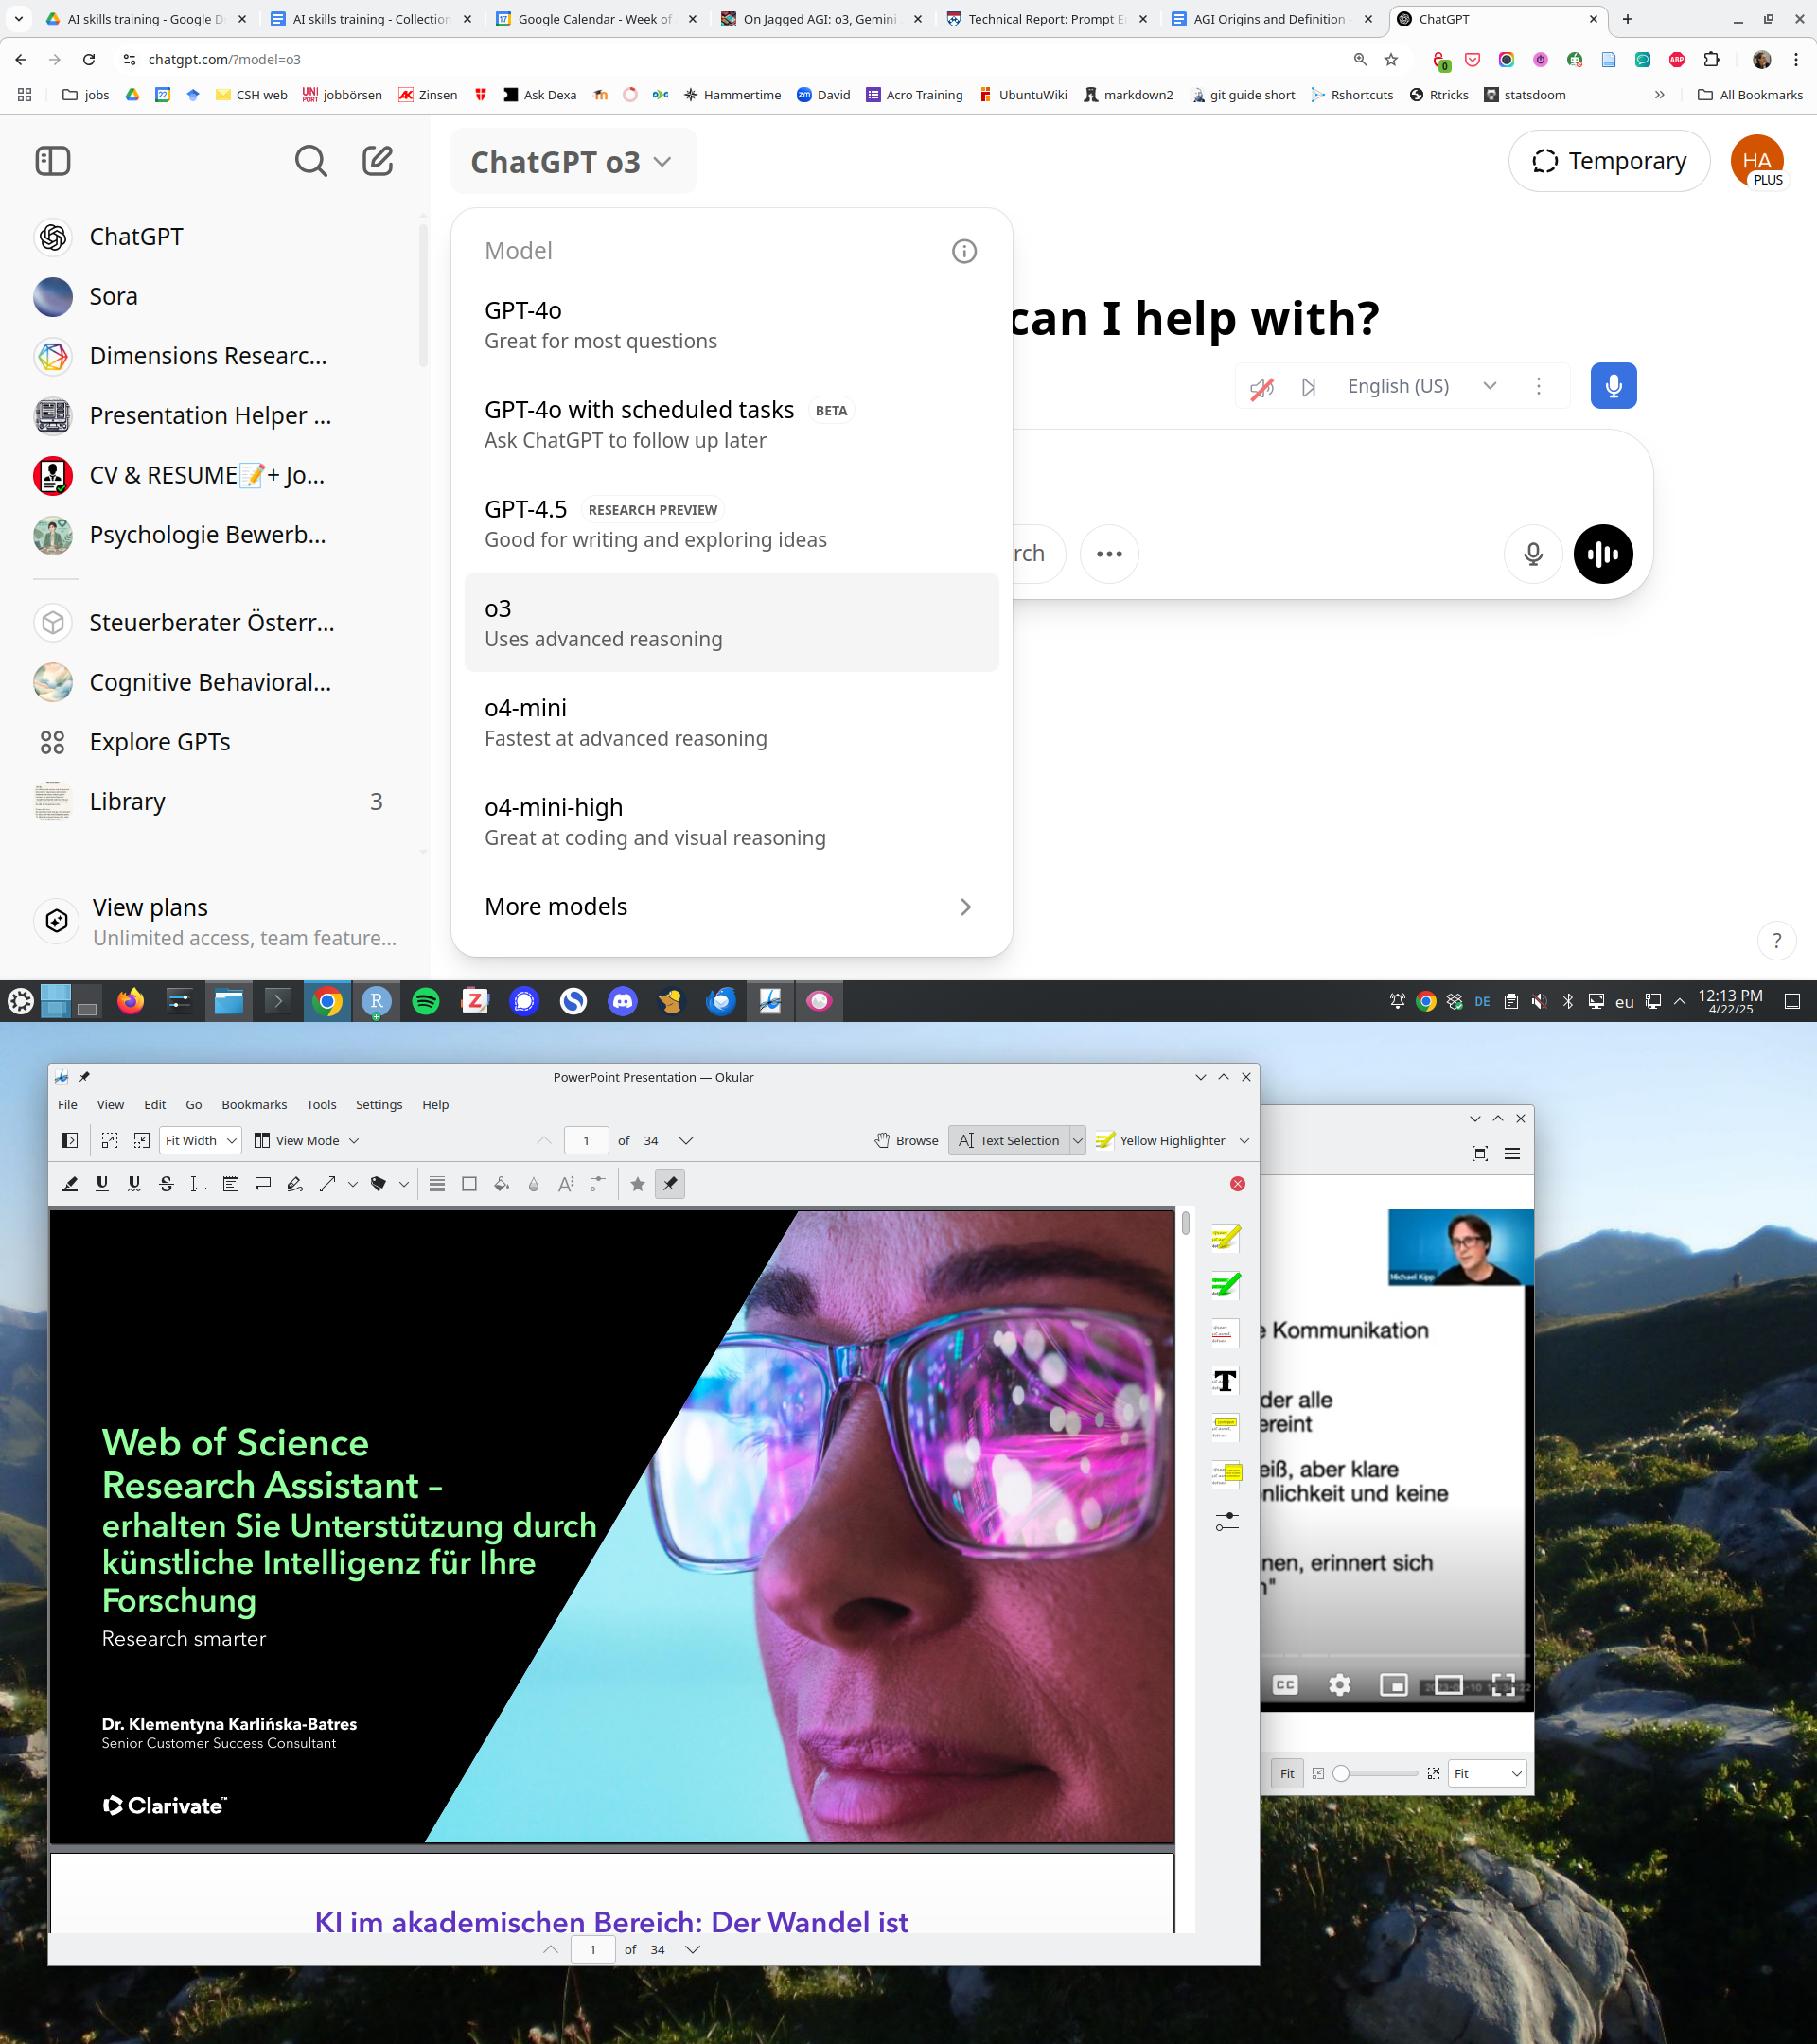 AI skills training - Google D
AI skills training - Collection
Google Calendar - Week of
On Jagged AGI: o3, Gemini
Technical Report: Prompt E
AGI Origins and Definition
ChatGPT
chatgpt.com/?model=o3
0
ABP
jobs
22
CSH web
UNI PORT jobbörsen
AK Zinsen
Ask Dexa
Hammertime
zm David
Acro Training
UbuntuWiki
markdown2
git guide short
Rshortcuts
Rtricks
statsdoom
All Bookmarks
ChatGPT o3
Temporary
HA
PLUS
ChatGPT
Sora
Dimensions Researc...
Presentation Helper ...
CV & RESUME📝+ Jo...
Psychologie Bewerb...
Steuerberater Österr...
Cognitive Behavioral...
Explore GPTs
Library 3
View plans
Unlimited access, team feature...
Model
GPT-4o
Great for most questions
GPT-4o with scheduled tasks BETA
Ask ChatGPT to follow up later
GPT-4.5 RESEARCH PREVIEW
Good for writing and exploring ideas
o3
Uses advanced reasoning
o4-mini
Fastest at advanced reasoning
o4-mini-high
Great at coding and visual reasoning
More models
can I help with?
English (US)
rch
?
DE
eu
12:13 PM
4/22/25
PowerPoint Presentation — Okular
File View Edit Go Bookmarks Tools Settings Help
Fit Width View Mode 1 of 34 Browse Text Selection Yellow Highlighter
Web of Science
Research Assistant –
erhalten Sie Unterstützung durch
künstliche Intelligenz für Ihre
Forschung
Research smarter
Dr. Klementyna Karlińska-Batres
Senior Customer Success Consultant
Clarivate™
KI im akademischen Bereich: Der Wandel ist
1 of 34
Michael Kipp
e Kommunikation
der alle
ereint
eiß, aber klare
önlichkeit und keine
nen, erinnert sich
n"
CC
Fit
Fit